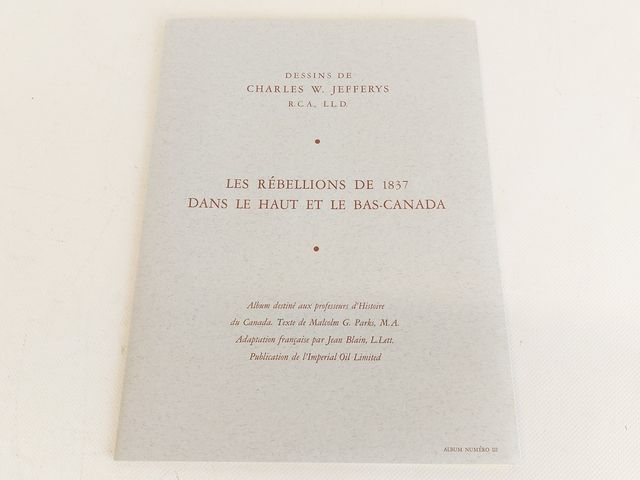 DESSINS DE
CHARLES W. JEFFERYS
R.C.A., LL.D.
LES RÉBELLIONS DE 1837
DANS LE HAUT ET LE BAS-CANADA
Album destiné aux professeurs d'Histoire
du Canada. Texte de Malcolm G. Parks, M.A.
Adaptation française par Jean Blain, L.Lett.
Publication de l'Imperial Oil Limited
ALBUM NUMÉRO III